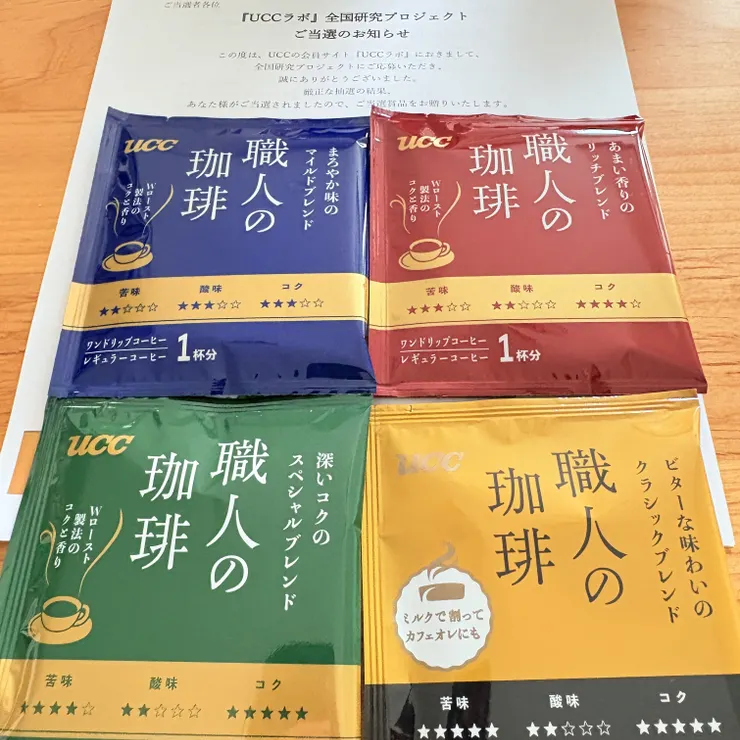 ご当選者各位
『UCCラボ』全国研究プロジェクト
ご当選のお知らせ
この度は、UCCの会員サイト『UCCラボ』におきまして、
全国研究プロジェクトにご応募いただき、
誠にありがとうございました。
厳正な抽選の結果、
あなた様がご当選されましたので、ご当選賞品をお贈りいたします。
UCC
まろやか味の
マイルドブレンド
職人の
珈琲
Wロースト
製法の
コクと香り
苦味 酸味 コク
★★☆☆☆ ★★★☆☆ ★★★☆☆
ワンドリップコーヒー
レギュラーコーヒー
1杯分
UCC
あまい香りの
リッチブレンド
職人の
珈琲
Wロースト
製法の
コクと香り
苦味 酸味 コク
★★★☆☆ ★★☆☆☆ ★★★★☆
ワンドリップコーヒー
レギュラーコーヒー
1杯分
UCC
深いコクの
スペシャルブレンド
職人の
珈琲
Wロースト
製法の
コクと香り
苦味 酸味 コク
★★★★☆ ★★☆☆☆ ★★★★★
UCC
ビターな味わいの
クラシックブレンド
職人の
珈琲
ミルクで割って
カフェオレにも
苦味 酸味 コク
★★★★★ ★★☆☆☆ ★★★★★